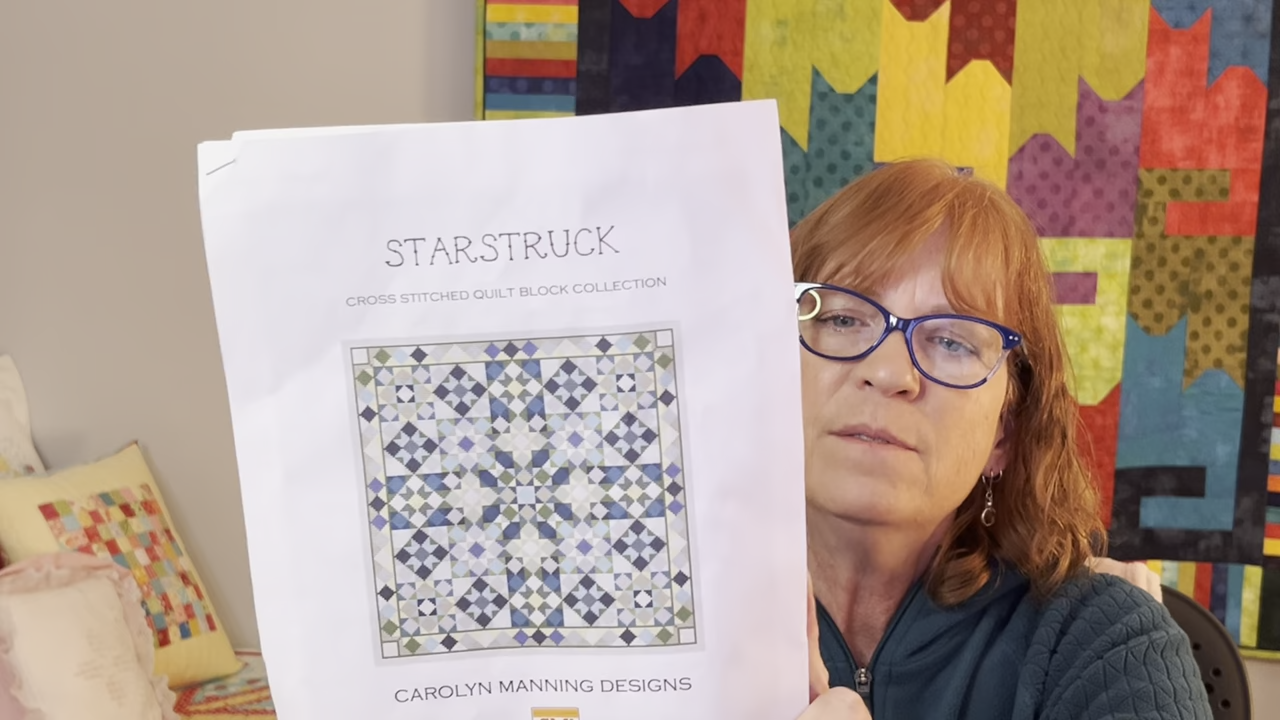 STARSTRUCK
CROSS STITCHED QUILT BLOCK COLLECTION
CAROLYN MANNING DESIGNS